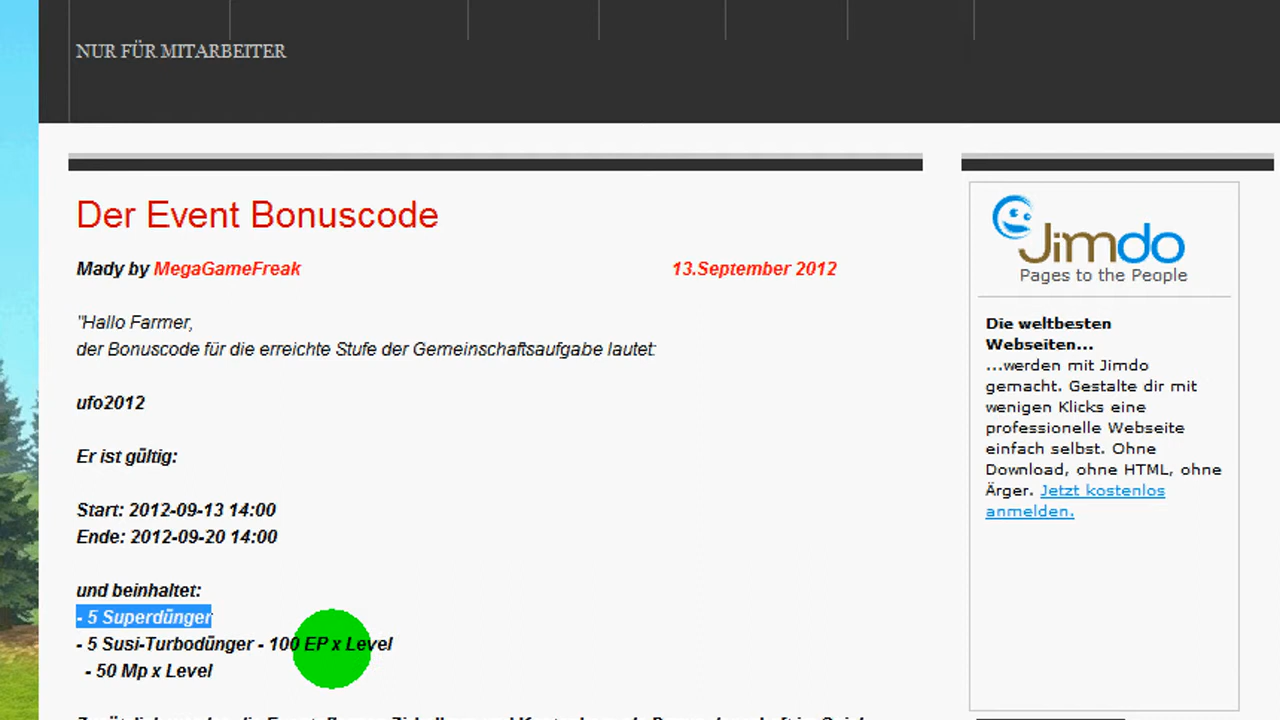 NUR FÜR MITARBEITER
Der Event Bonuscode
Mady by MegaGameFreak 13.September 2012
"Hallo Farmer,
der Bonuscode für die erreichte Stufe der Gemeinschaftsaufgabe lautet:
ufo2012
Er ist gültig:
Start: 2012-09-13 14:00
Ende: 2012-09-20 14:00
und beinhaltet:
- 5 Superdünger
- 5 Susi-Turbodünger - 100 EP x Level
- 50 Mp x Level
Jimdo
Pages to the People
Die weltbesten
Webseiten...
...werden mit Jimdo
gemacht. Gestalte dir mit
wenigen Klicks eine
professionelle Webseite
einfach selbst. Ohne
Download, ohne HTML, ohne
Ärger. Jetzt kostenlos
anmelden.